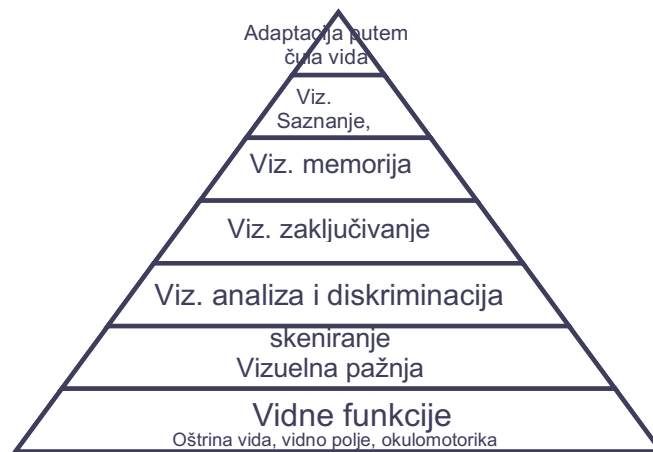 Adaptacija putem
čula vida
Viz.
Saznanje,
Viz. memorija
Viz. zaključivanje
Viz. analiza i diskriminacija
skeniranje
Vizuelna pažnja
Vidne funkcije
Oštrina vida, vidno polje, okulomotorika